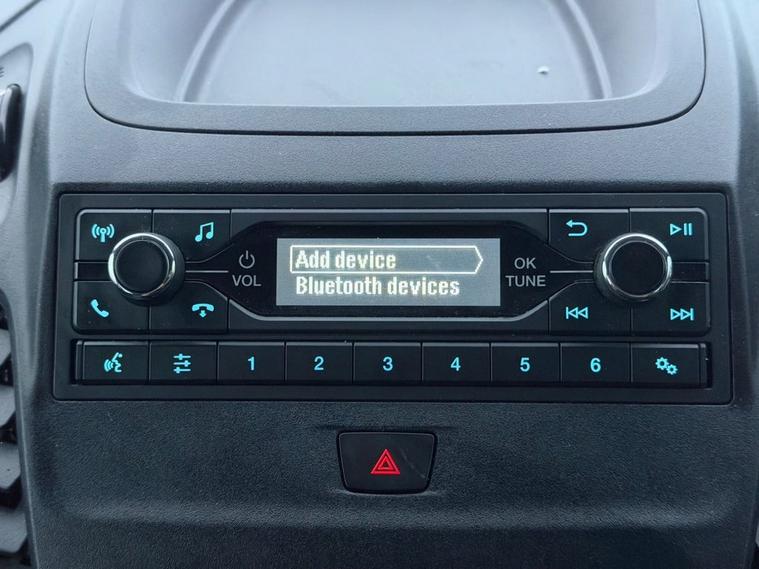 Add device
Bluetooth devices
VOL
OK
TUNE
1 2 3 4 5 6